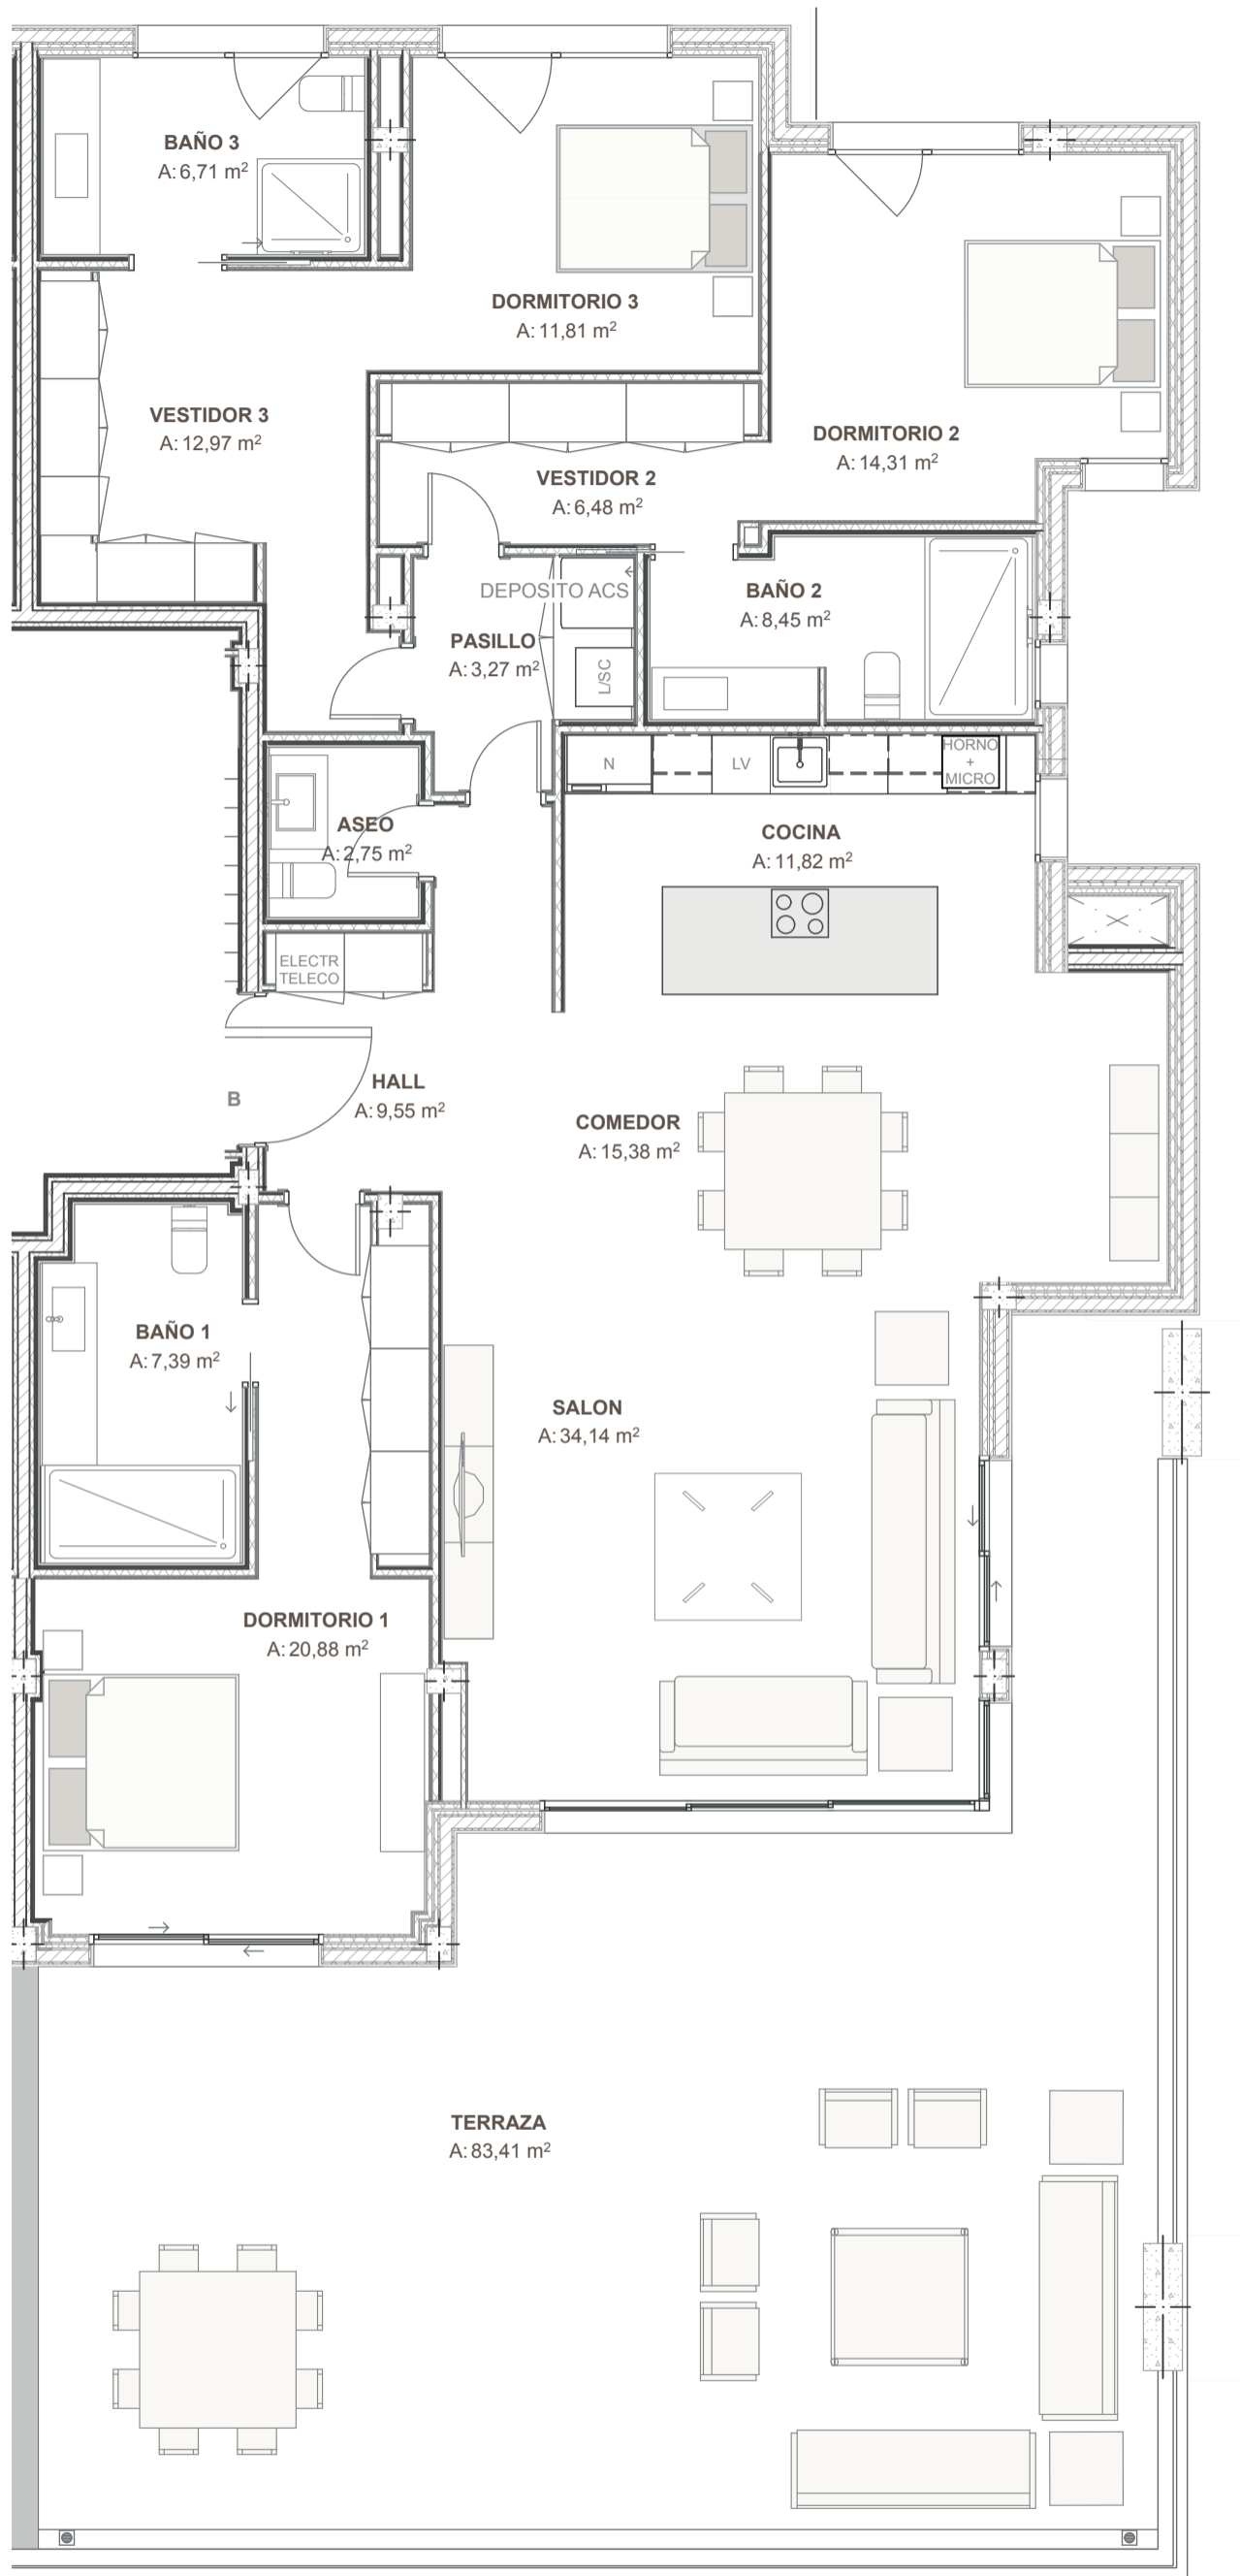 BAÑO 3
A: 6,71 m²
DORMITORIO 3
A: 11,81 m²
VESTIDOR 3
A: 12,97 m²
DORMITORIO 2
A: 14,31 m²
VESTIDOR 2
A: 6,48 m²
DEPOSITO ACS
BAÑO 2
A: 8,45 m²
PASILLO
A: 3,27 m²
L/SC
N
LV
HORNO
+
MICRO
ASEO
A: 2,75 m²
COCINA
A: 11,82 m²
ELECTR
TELECO
HALL
A: 9,55 m²
B
COMEDOR
A: 15,38 m²
BAÑO 1
A: 7,39 m²
SALON
A: 34,14 m²
DORMITORIO 1
A: 20,88 m²
TERRAZA
A: 83,41 m²